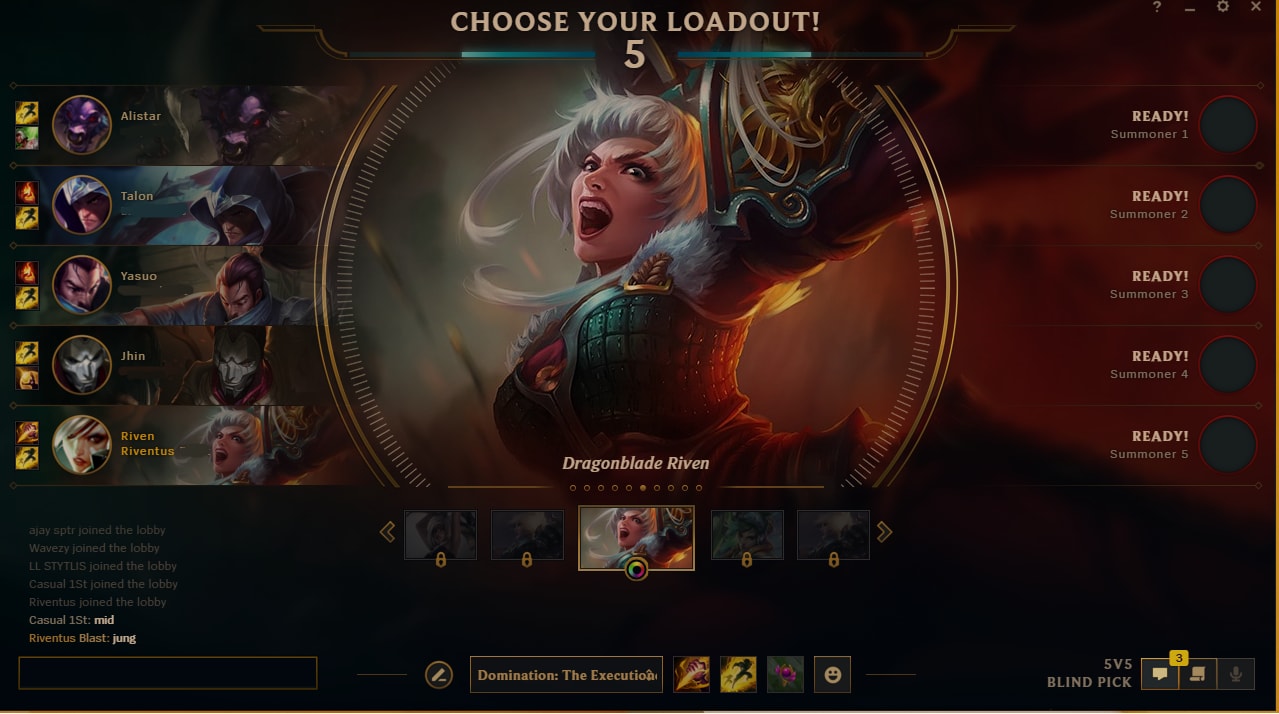 CHOOSE YOUR LOADOUT!
5
?
Alistar
Talon
Yasuo
Jhin
Riven
Riventus
READY!
Summoner 1
READY!
Summoner 2
READY!
Summoner 3
READY!
Summoner 4
READY!
Summoner 5
Dragonblade Riven
ajay sptr joined the lobby
Wavezy joined the lobby
LL STYTLIS joined the lobby
Casual 1St joined the lobby
Riventus joined the lobby
Casual 1St: mid
Riventus Blast: jung
Domination: The Execution
5V5
BLIND PICK
3